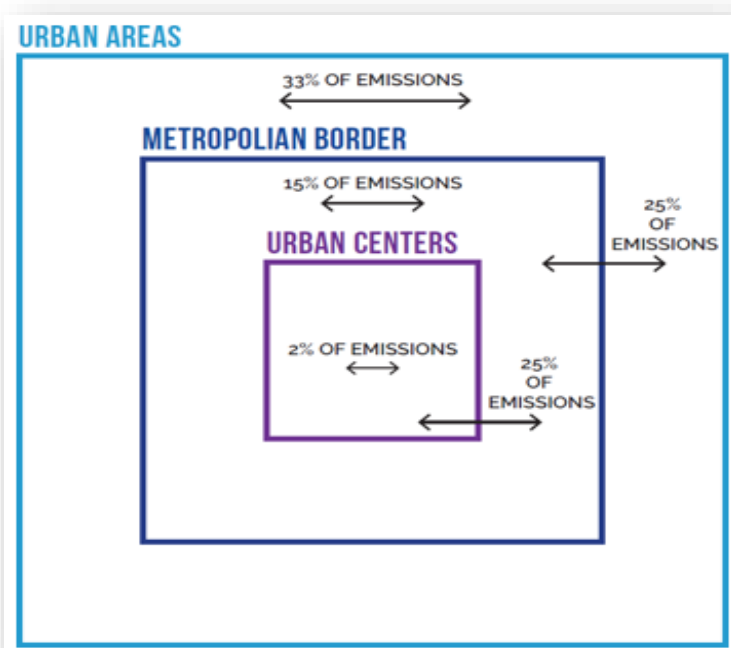 URBAN AREAS
33% OF EMISSIONS
METROPOLIAN BORDER
15% OF EMISSIONS
25%
OF
EMISSIONS
URBAN CENTERS
2% OF EMISSIONS
25%
OF
EMISSIONS